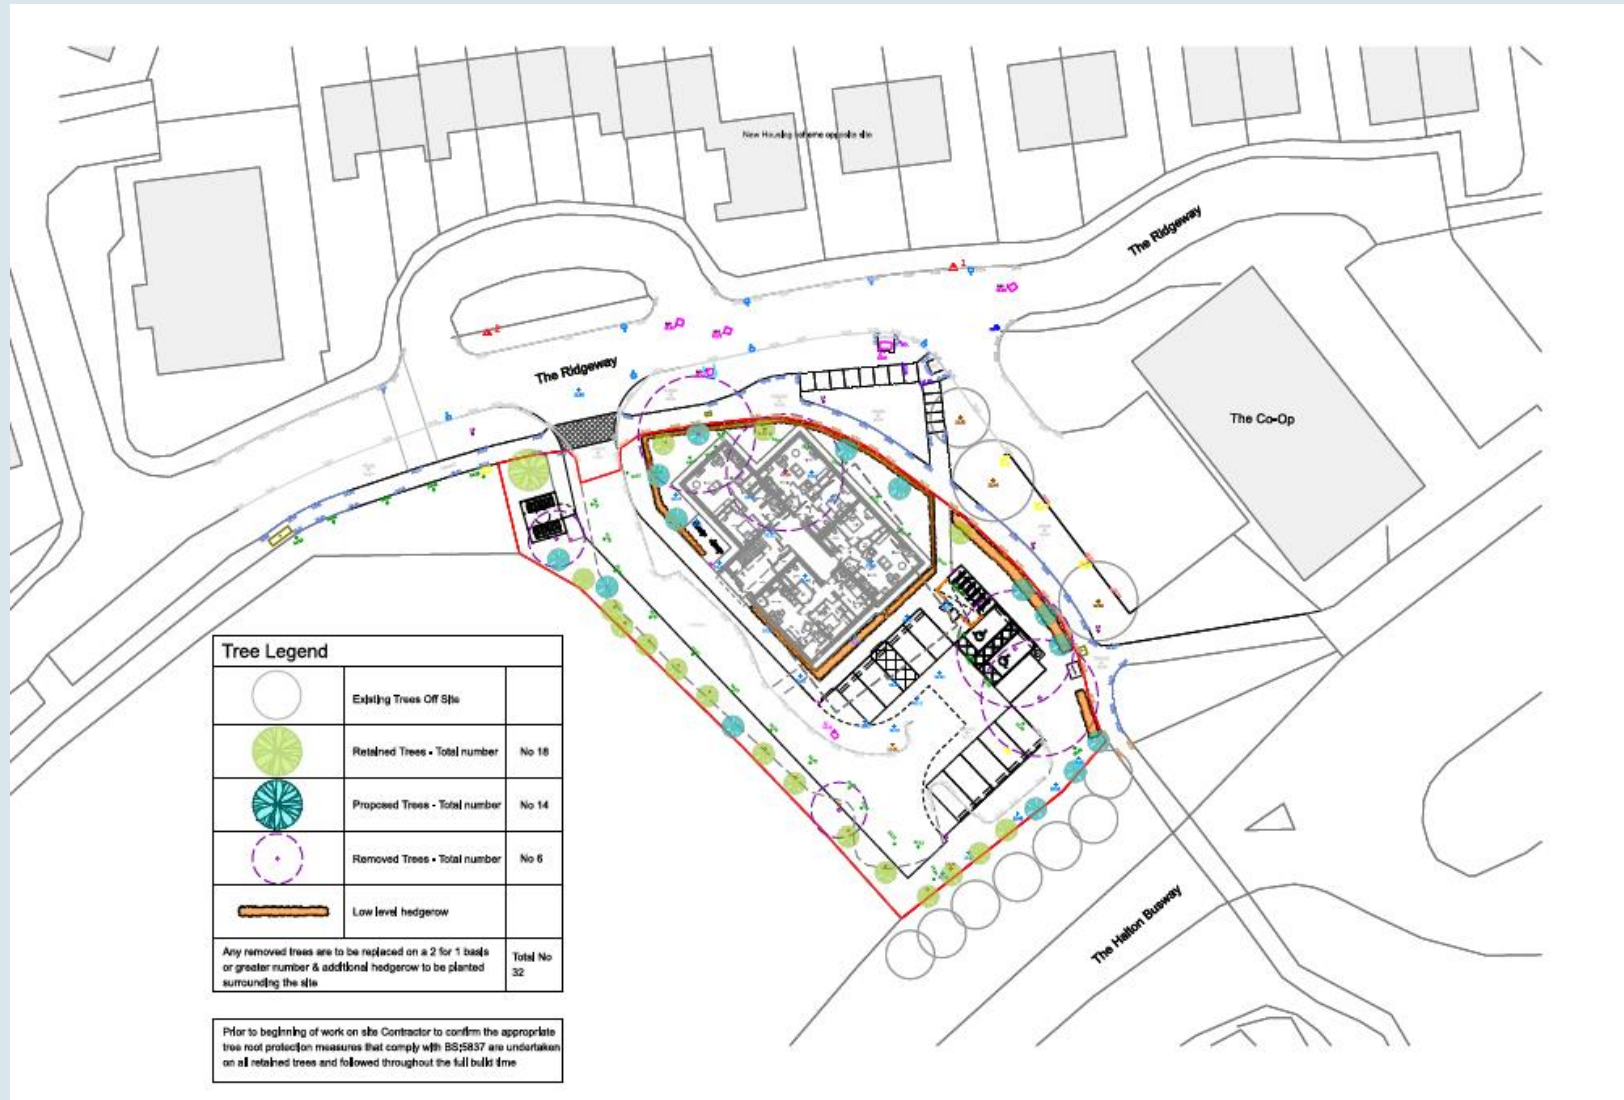 New Housing scheme opposite site
The Ridgeway
1
2
The Ridgeway
The Co-Op
Tree Legend
Existing Trees Off Site
Retained Trees - Total number No 18
Proposed Trees - Total number No 14
Removed Trees - Total number No 6
Low level hedgerow
Any removed trees are to be replaced on a 2 for 1 basis
or greater number & additional hedgerow to be planted
surrounding the site
Total No
32
The Halton Busway
Prior to beginning of work on site Contractor to confirm the appropriate
tree root protection measures that comply with BS;5837 are undertaken
on all retained trees and followed throughout the full build time